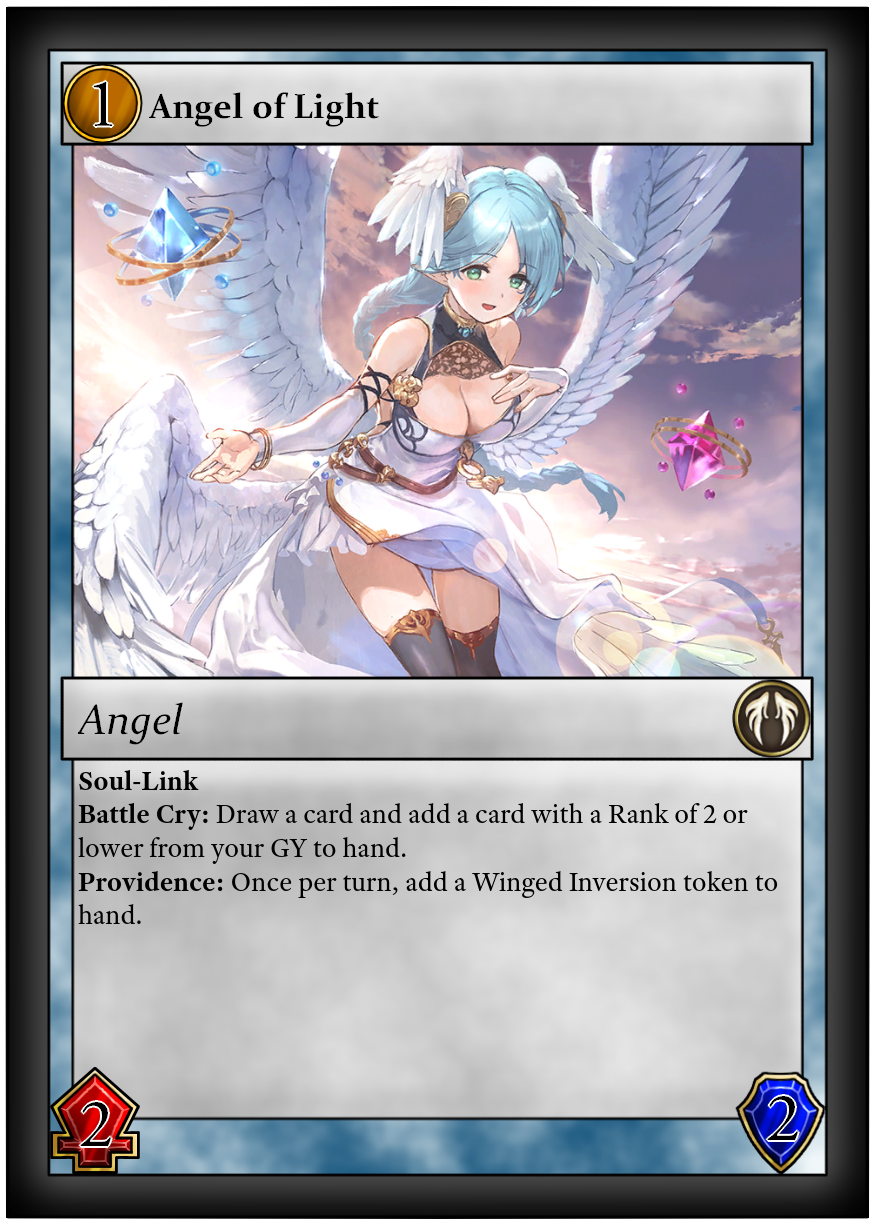 1 Angel of Light
Angel
Soul-Link
Battle Cry: Draw a card and add a card with a Rank of 2 or
lower from your GY to hand.
Providence: Once per turn, add a Winged Inversion token to
hand.
2 2